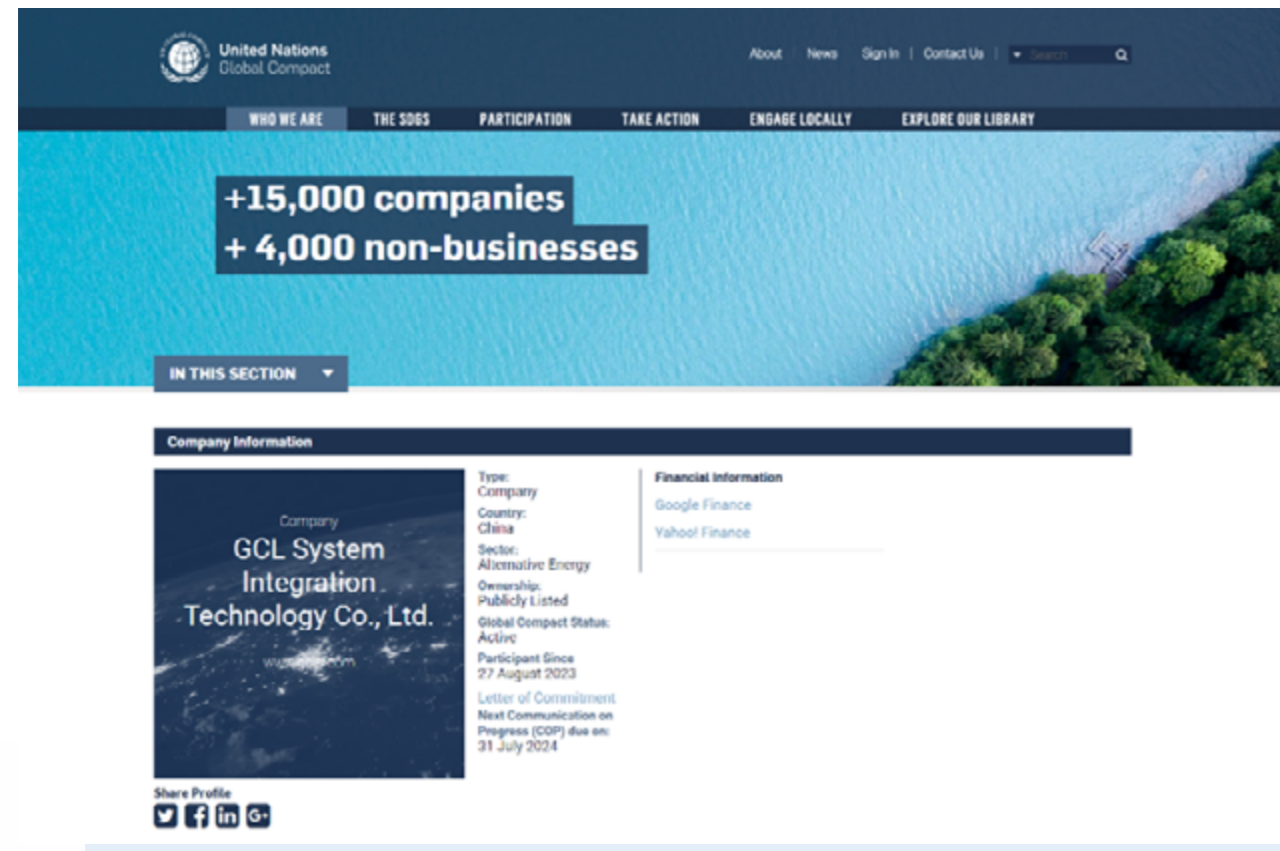 United Nations
Global Compact
About News Sign In | Contact Us | Search
WHO WE ARE THE SDGS PARTICIPATION TAKE ACTION ENGAGE LOCALLY EXPLORE OUR LIBRARY
+15,000 companies
+ 4,000 non-businesses
IN THIS SECTION
Company Information
Company
GCL System
Integration
Technology Co., Ltd.
Type:
Company
Country:
China
Sector:
Alternative Energy
Ownership:
Publicly Listed
Global Compact Status:
Active
Participant Since
27 August 2023
Letter of Commitment
Next Communication on
Progress (COP) due on:
31 July 2024
Financial Information
Google Finance
Yahoo! Finance
Share Profile